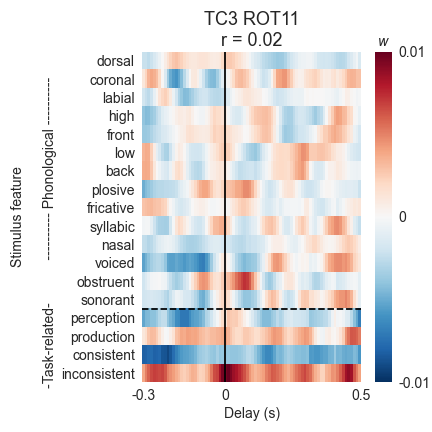 TC3 ROT11
r = 0.02
w
dorsal
coronal
labial
high
front
low
back
plosive
fricative
syllabic
nasal
voiced
obstruent
sonorant
perception
production
consistent
inconsistent
Stimulus feature
---------- Phonological ----------
-Task-related-
-0.3 0 0.5
Delay (s)
0.01
0
-0.01